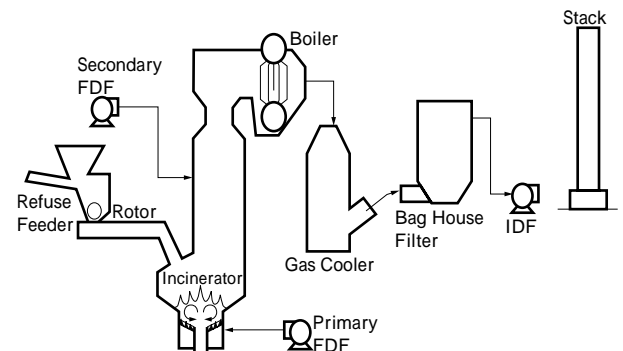 Stack
Boiler
Secondary
FDF
Refuse
Feeder
Rotor
Incinerator
Gas Cooler
Bag House
Filter
IDF
Primary
FDF